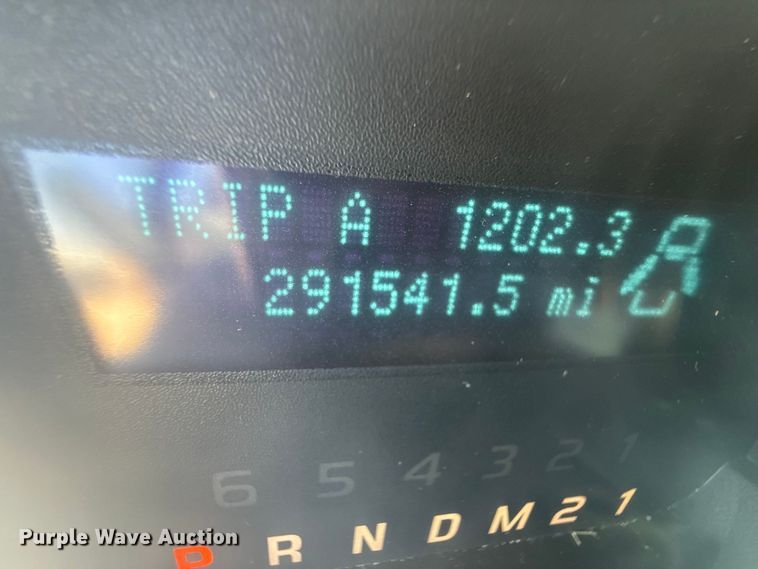 TRIP A 1202.3
291541.5 mi
6 5 4 3 2 1
P R N D M 2 1
Purple Wave Auction